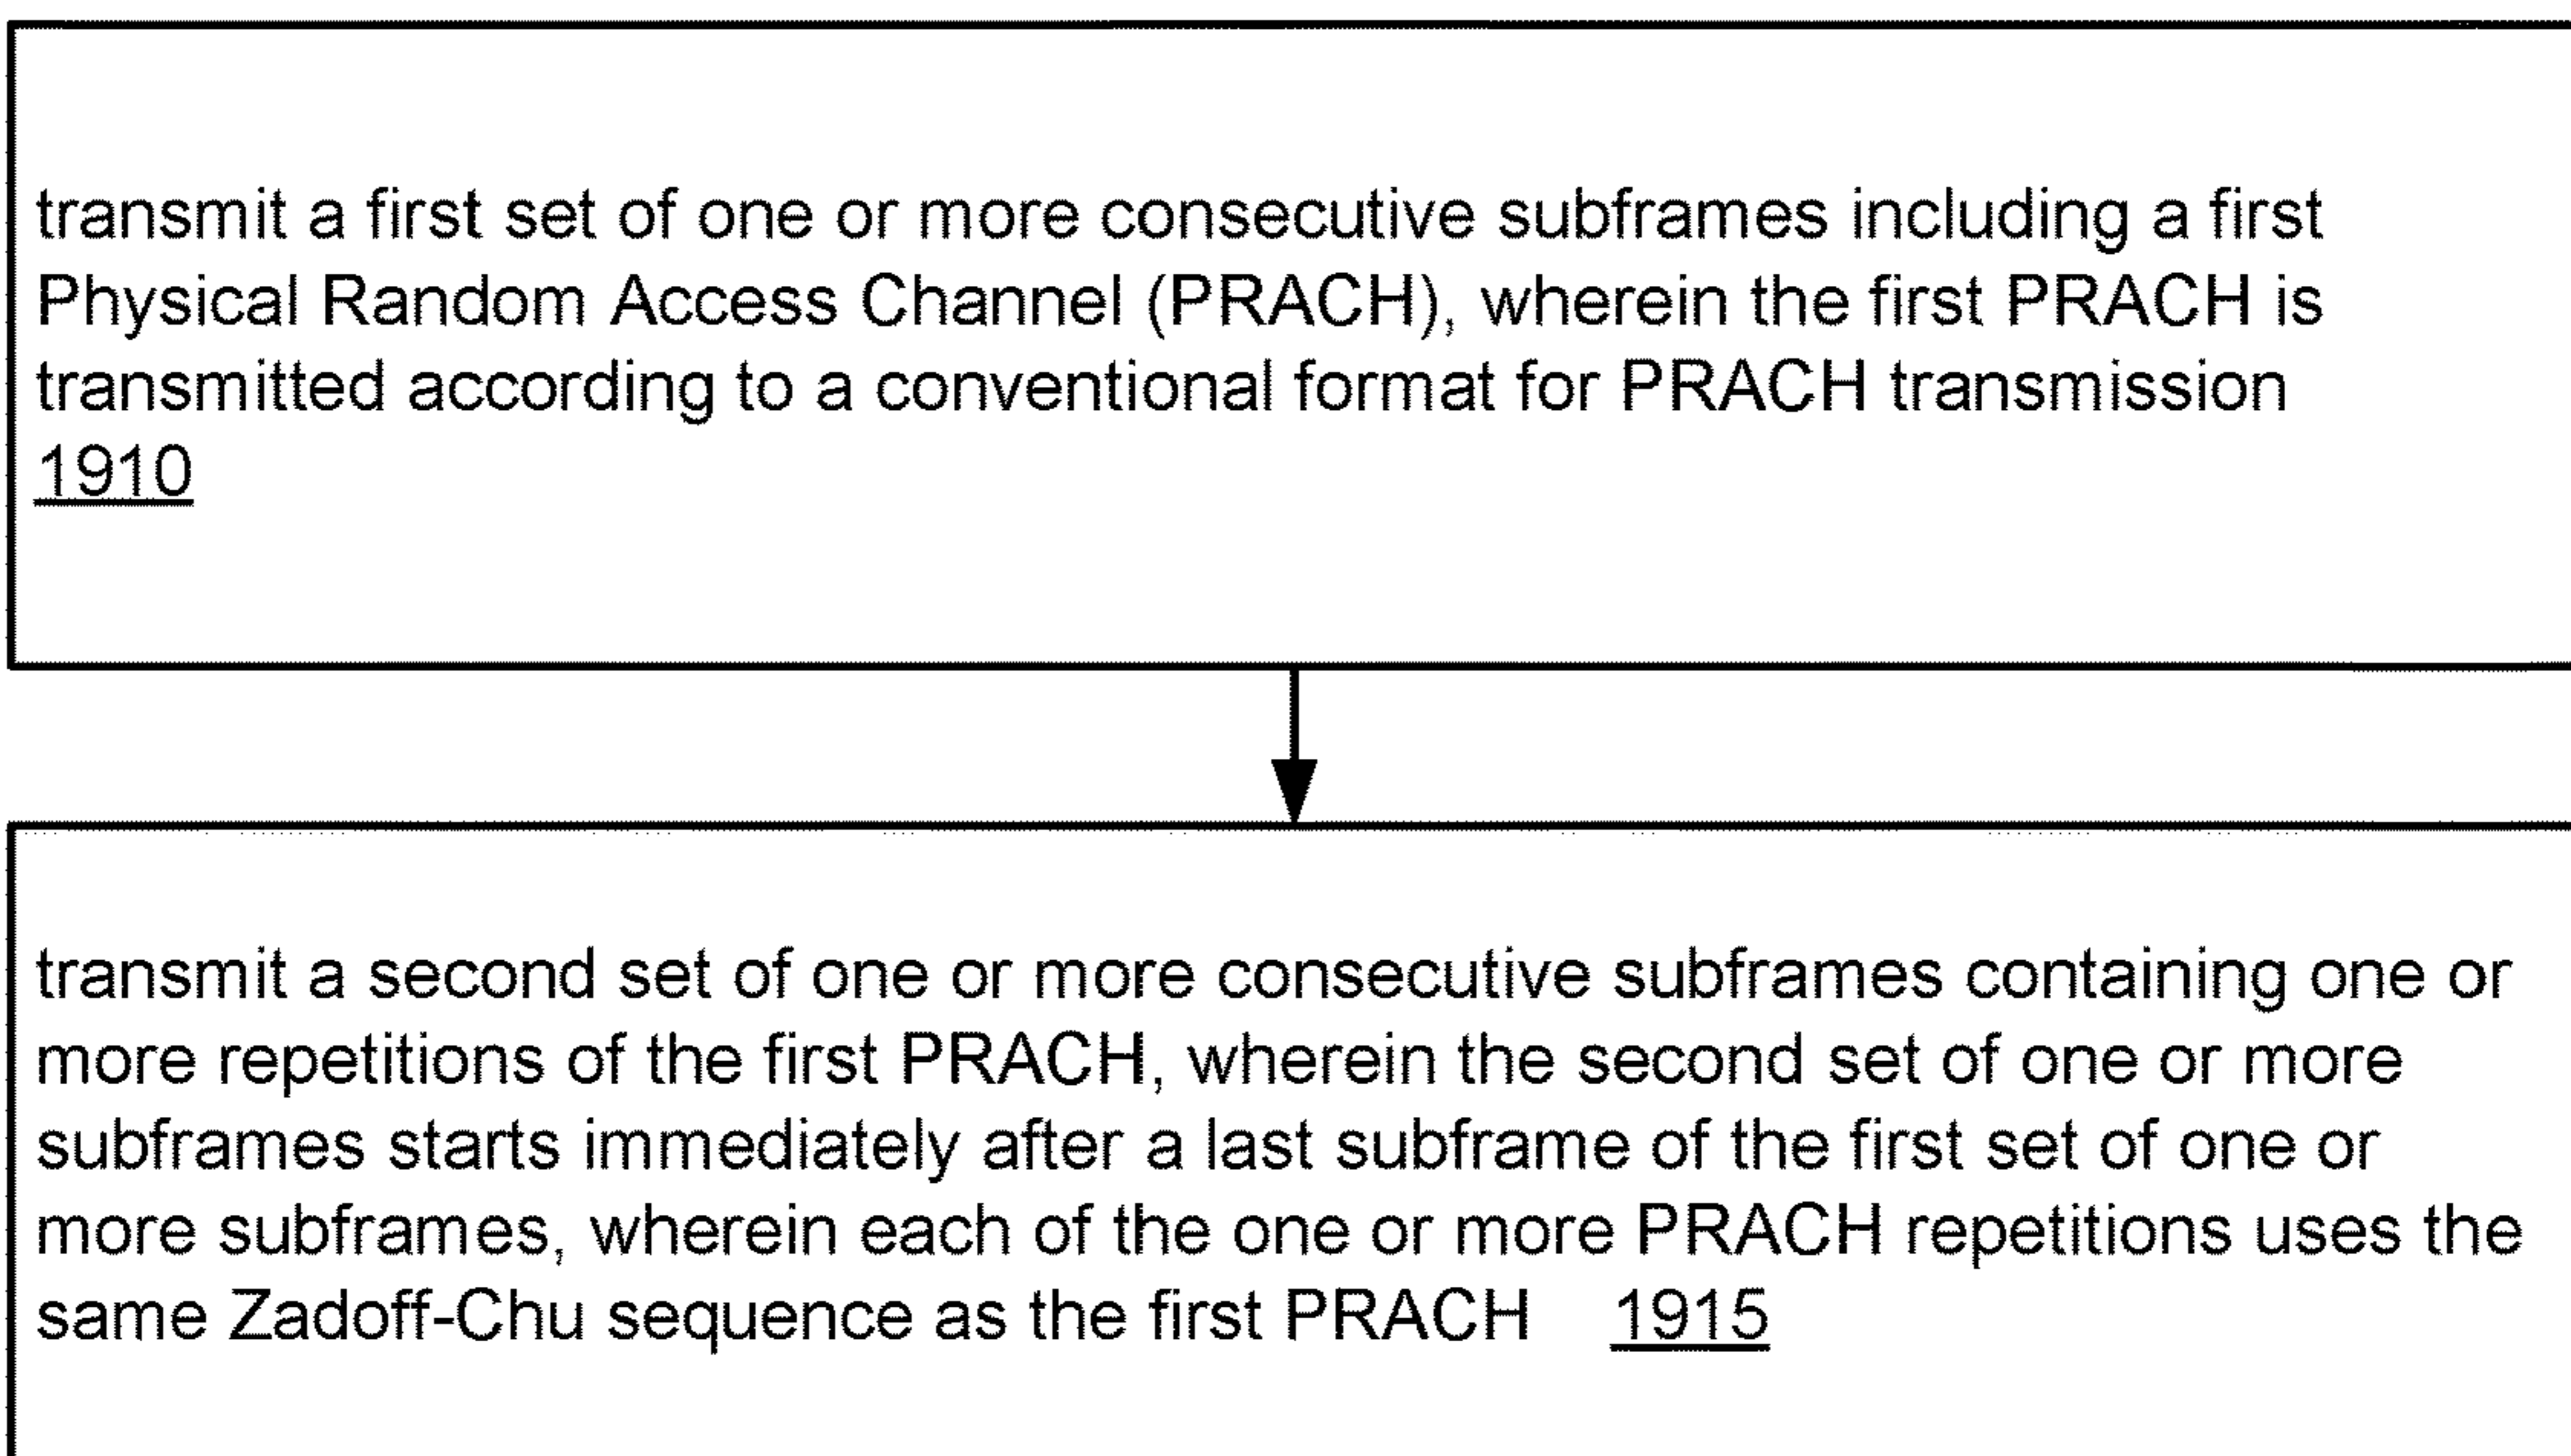 transmit a first set of one or more consecutive subframes including a first
Physical Random Access Channel (PRACH), wherein the first PRACH is
transmitted according to a conventional format for PRACH transmission
1910
transmit a second set of one or more consecutive subframes containing one or
more repetitions of the first PRACH, wherein the second set of one or more
subframes starts immediately after a last subframe of the first set of one or
more subframes, wherein each of the one or more PRACH repetitions uses the
same Zadoff-Chu sequence as the first PRACH 1915